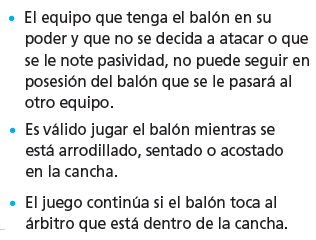 • El equipo que tenga el balón en su
poder y que no se decida a atacar o que
se le note pasividad, no puede seguir en
posesión del balón que se le pasará al
otro equipo.
• Es válido jugar el balón mientras se
está arrodillado, sentado o acostado
en la cancha.
• El juego continúa si el balón toca al
árbitro que está dentro de la cancha.